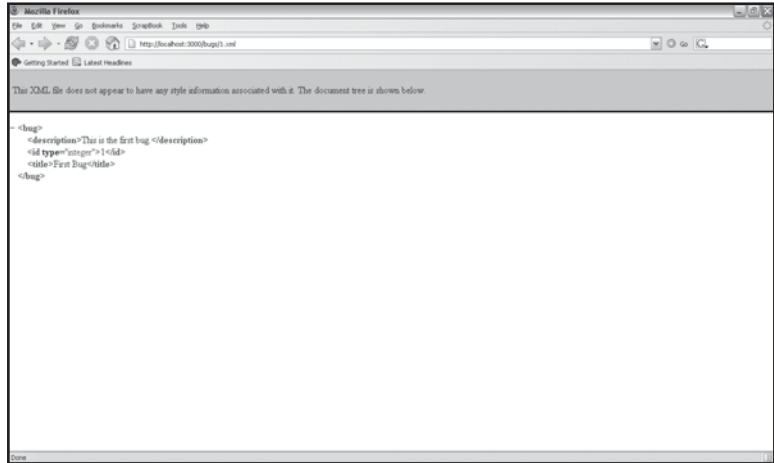 Mozilla Firefox
File Edit View Go Bookmarks ScrapBook Tools Help
http://localhost:3000/bugs/1.xml Go
Getting Started Latest Headlines
This XML file does not appear to have any style information associated with it. The document tree is shown below.
− <bug>
<description>This is the first bug.</description>
<id type="integer">1</id>
<title>First Bug</title>
</bug>
Done